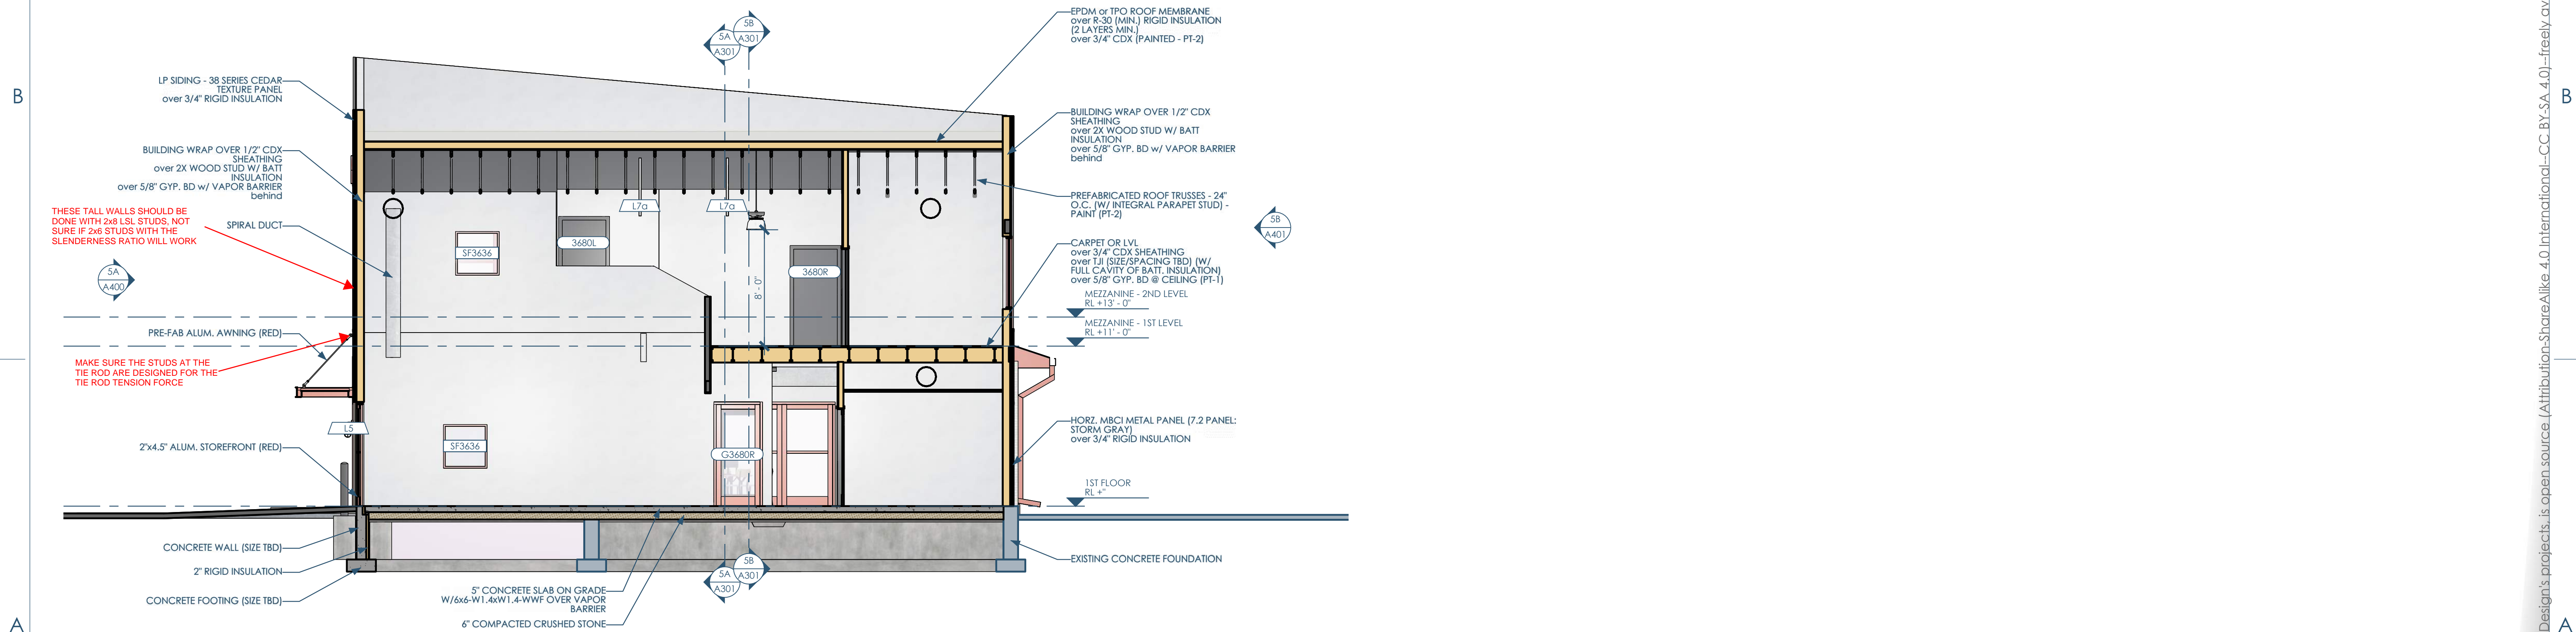 5B
A301
5A
A301
EPDM or TPO ROOF MEMBRANE
over R-30 (MIN.) RIGID INSULATION
(2 LAYERS MIN.)
over 3/4" CDX (PAINTED - PT-2)
B
B
LP SIDING - 38 SERIES CEDAR
TEXTURE PANEL
over 3/4" RIGID INSULATION
BUILDING WRAP OVER 1/2" CDX
SHEATHING
over 2X WOOD STUD W/ BATT
INSULATION
over 5/8" GYP. BD w/ VAPOR BARRIER
behind
BUILDING WRAP OVER 1/2" CDX
SHEATHING
over 2X WOOD STUD W/ BATT
INSULATION
over 5/8" GYP. BD w/ VAPOR BARRIER
behind
THESE TALL WALLS SHOULD BE
DONE WITH 2x8 LSL STUDS, NOT
SURE IF 2x6 STUDS WITH THE
SLENDERNESS RATIO WILL WORK
SPIRAL DUCT
PREFABRICATED ROOF TRUSSES - 24"
O.C. (W/ INTEGRAL PARAPET STUD) -
PAINT (PT-2)
L7a
L7a
5B
A401
SF3636
3680L
3680R
8' - 0"
5A
A400
CARPET OR LVL
over 3/4" CDX SHEATHING
over TJI (SIZE/SPACING TBD) (W/
FULL CAVITY OF BATT. INSULATION)
over 5/8" GYP. BD @ CEILING (PT-1)
MEZZANINE - 2ND LEVEL
RL +13' - 0"
MEZZANINE - 1ST LEVEL
RL +11' - 0"
PRE-FAB ALUM. AWNING (RED)
MAKE SURE THE STUDS AT THE
TIE ROD ARE DESIGNED FOR THE
TIE ROD TENSION FORCE
L5
2"x4.5" ALUM. STOREFRONT (RED)
SF3636
G3680R
HORZ. MBCI METAL PANEL (7.2 PANEL:
STORM GRAY)
over 3/4" RIGID INSULATION
1ST FLOOR
RL +"
CONCRETE WALL (SIZE TBD)
2" RIGID INSULATION
CONCRETE FOOTING (SIZE TBD)
5" CONCRETE SLAB ON GRADE
W/6x6-W1.4xW1.4-WWF OVER VAPOR
BARRIER
6" COMPACTED CRUSHED STONE
5B
A301
5A
A301
EXISTING CONCRETE FOUNDATION
A
A
Design's projects, is open source (Attribution-ShareAlike 4.0 International--CC BY-SA 4.0)--freely av